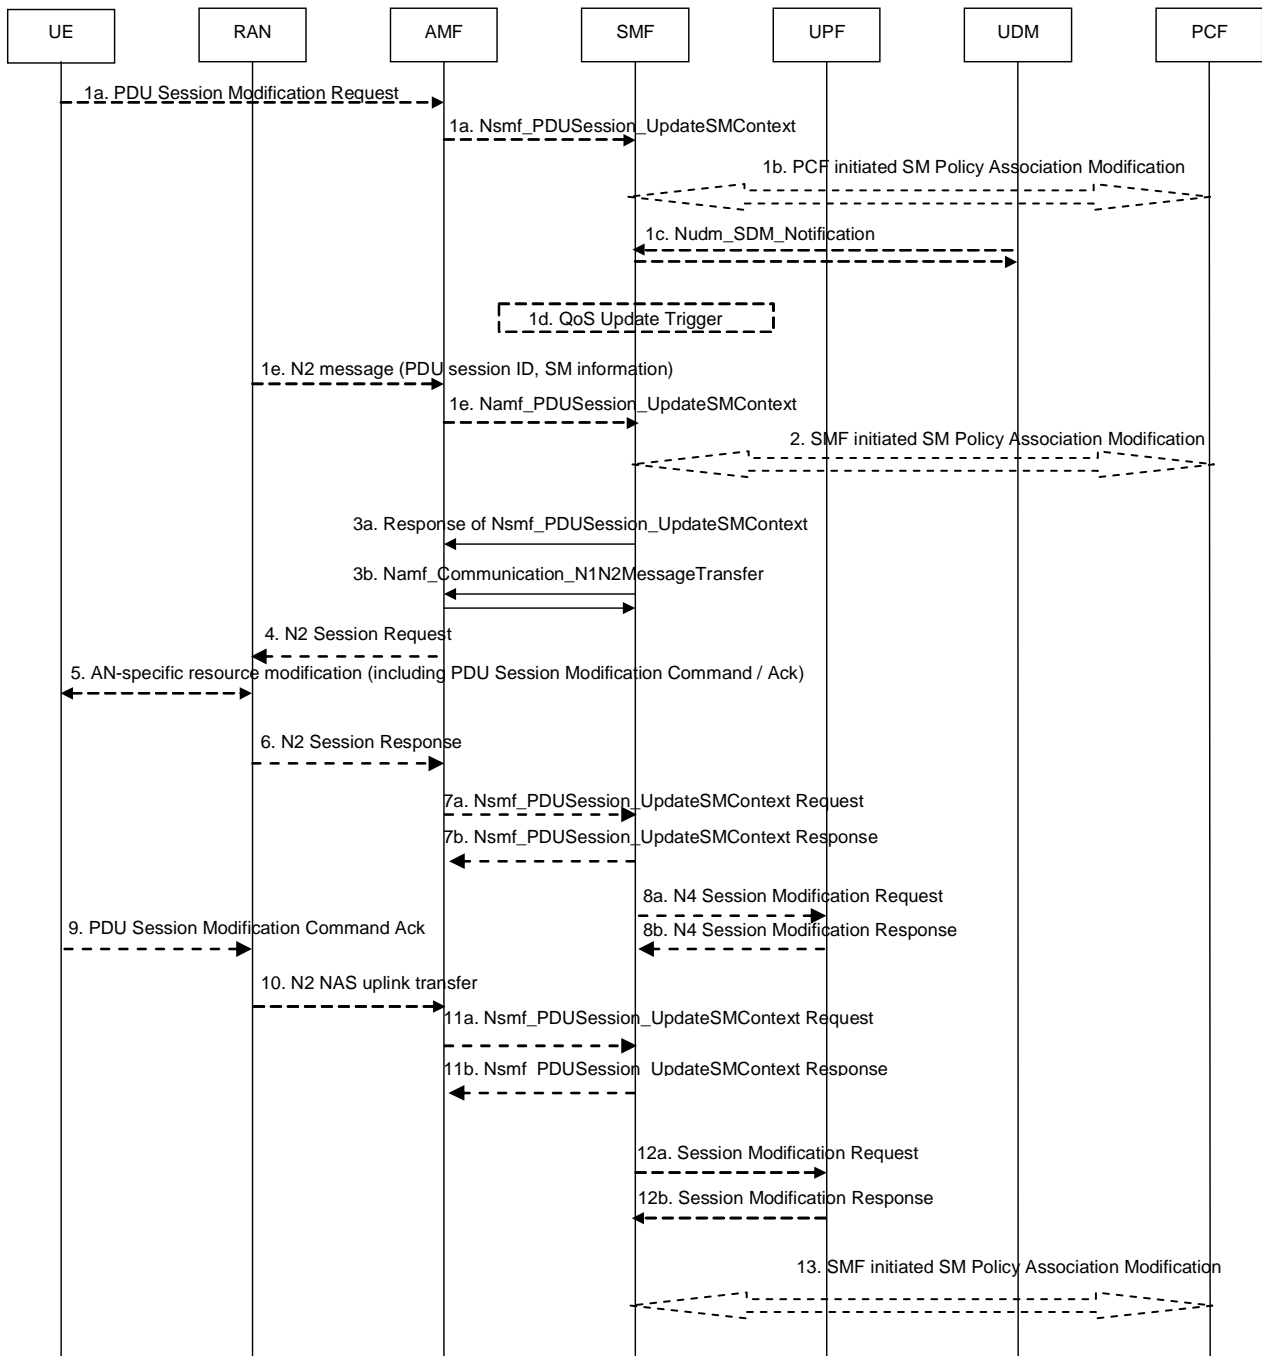 UE
RAN
AMF
SMF
UPF
UDM
PCF
1a. PDU Session Modification Request
1a. Nsmf_PDUSession_UpdateSMContext
1b. PCF initiated SM Policy Association Modification
1c. Nudm_SDM_Notification
1d. QoS Update Trigger
1e. N2 message (PDU session ID, SM information)
1e. Namf_PDUSession_UpdateSMContext
2. SMF initiated SM Policy Association Modification
3a. Response of Nsmf_PDUSession_UpdateSMContext
3b. Namf_Communication_N1N2MessageTransfer
4. N2 Session Request
5. AN-specific resource modification (including PDU Session Modification Command / Ack)
6. N2 Session Response
7a. Nsmf_PDUSession_UpdateSMContext Request
7b. Nsmf_PDUSession_UpdateSMContext Response
8a. N4 Session Modification Request
9. PDU Session Modification Command Ack
8b. N4 Session Modification Response
10. N2 NAS uplink transfer
11a. Nsmf_PDUSession_UpdateSMContext Request
11b. Nsmf_PDUSession_UpdateSMContext Response
12a. Session Modification Request
12b. Session Modification Response
13. SMF initiated SM Policy Association Modification